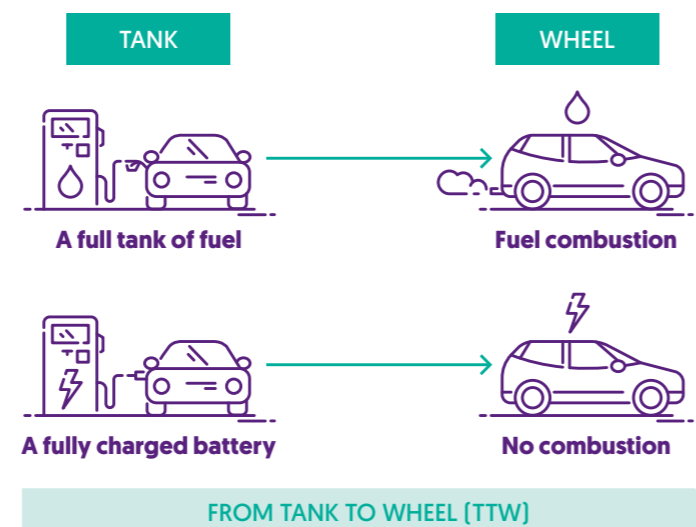 TANK
WHEEL
A full tank of fuel
Fuel combustion
A fully charged battery
No combustion
FROM TANK TO WHEEL (TTW)